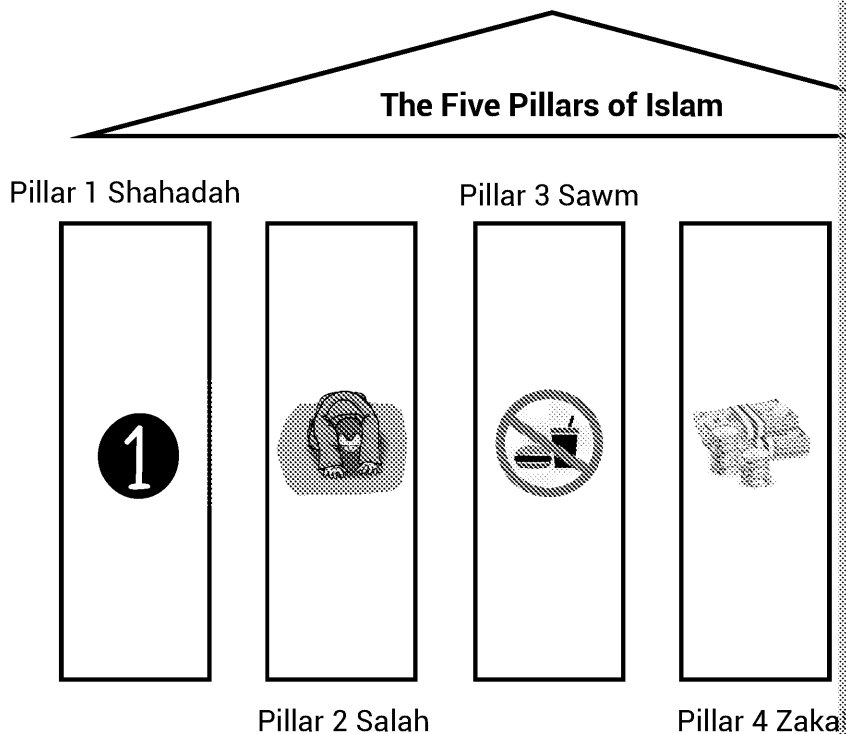 The Five Pillars of Islam
Pillar 1 Shahadah
Pillar 3 Sawm
1
Pillar 2 Salah
Pillar 4 Zaka